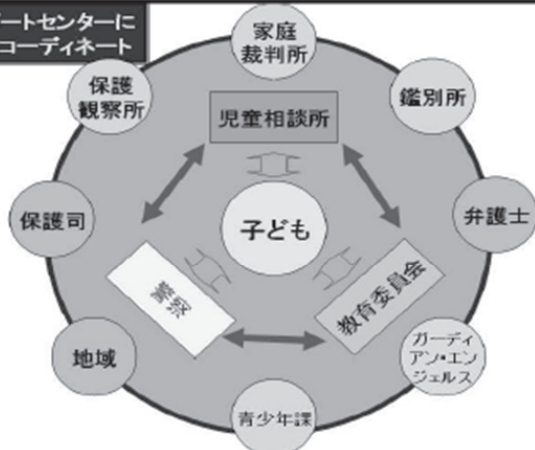 ートセンターに
コーディネート
家庭
裁判所
保護
観察所
鑑別所
児童相談所
保護司
子ども
弁護士
警察
教育委員会
地域
ガーディ
アン・エン
ジェルス
青少年課